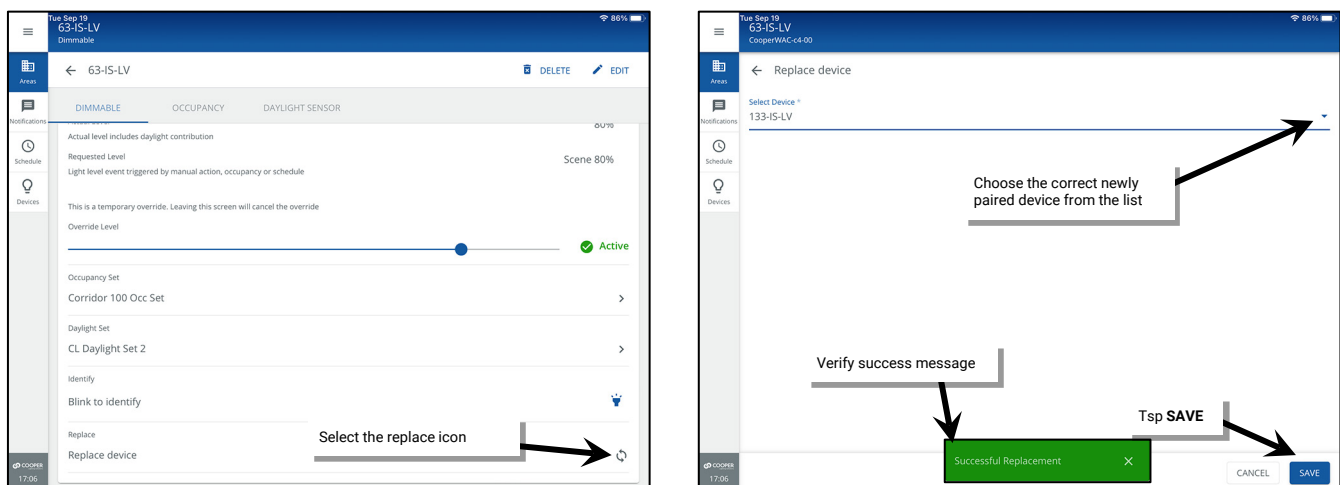 Tue Sep 19
86%
63-IS-LV
Dimmable
Areas
Notifications
Schedule
Devices
← 63-IS-LV
DELETE
EDIT
DIMMABLE
OCCUPANCY
DAYLIGHT SENSOR
80%
Actual level includes daylight contribution
Requested Level
Scene 80%
Light level event triggered by manual action, occupancy or schedule
This is a temporary override. Leaving this screen will cancel the override
Override Level
Active
Occupancy Set
Corridor 100 Occ Set
Daylight Set
CL Daylight Set 2
Identify
Blink to identify
Replace
Replace device
Select the replace icon
COOPER
17:06
Tue Sep 19
86%
63-IS-LV
CooperWAC-c4-00
Areas
Notifications
Schedule
Devices
← Replace device
Select Device *
133-IS-LV
Choose the correct newly
paired device from the list
Verify success message
Tsp SAVE
Successful Replacement
CANCEL
SAVE
COOPER
17:06